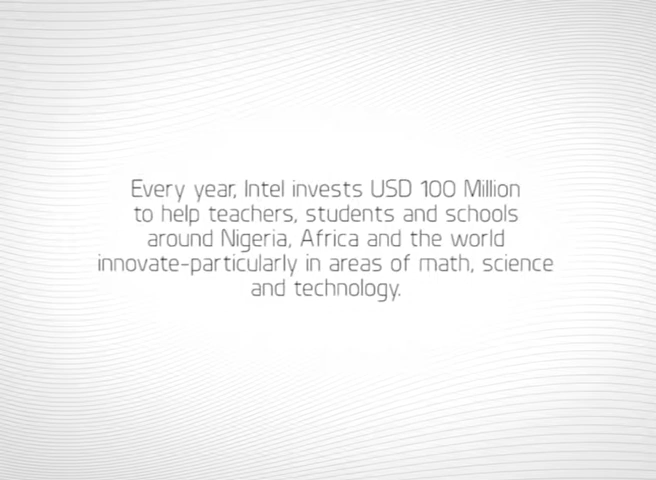 Every year, Intel invests USD 100 Million
to help teachers, students and schools
around Nigeria, Africa and the world
innovate-particularly in areas of math, science
and technology.